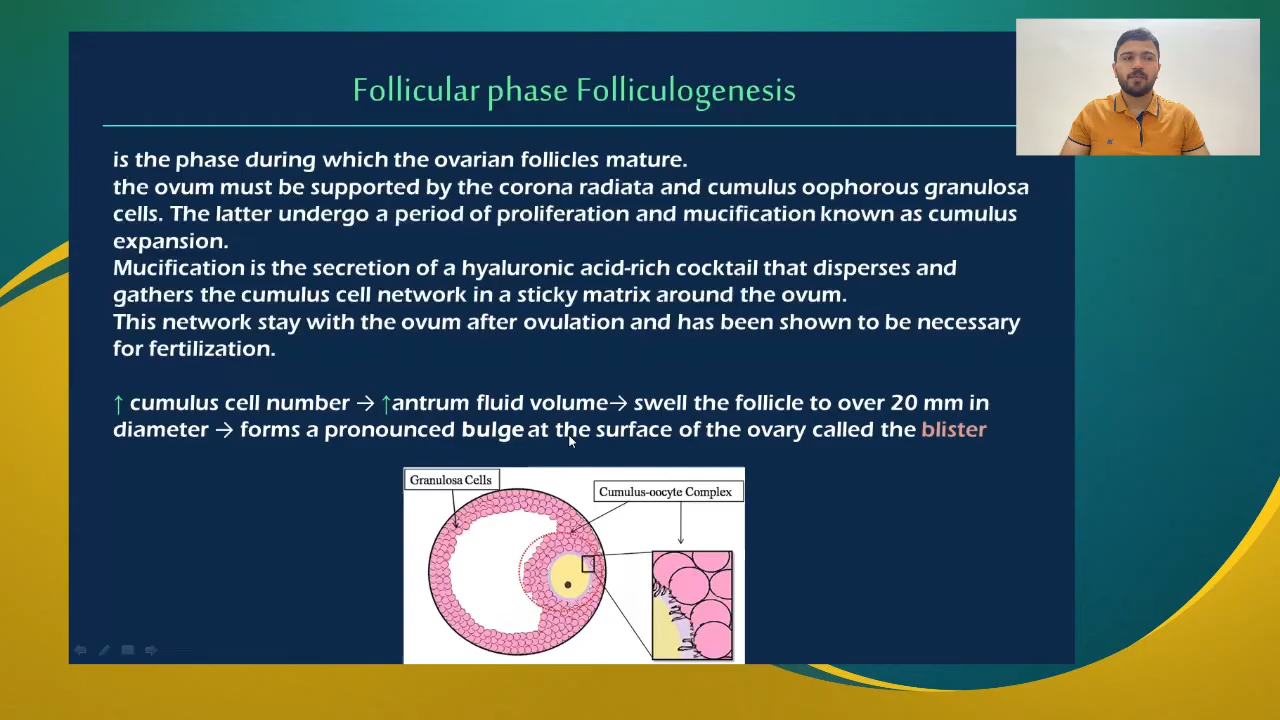 Follicular phase Folliculogenesis
is the phase during which the ovarian follicles mature.
the ovum must be supported by the corona radiata and cumulus oophorous granulosa
cells. The latter undergo a period of proliferation and mucification known as cumulus
expansion.
Mucification is the secretion of a hyaluronic acid-rich cocktail that disperses and
gathers the cumulus cell network in a sticky matrix around the ovum.
This network stay with the ovum after ovulation and has been shown to be necessary
for fertilization.
↑ cumulus cell number → ↑antrum fluid volume→ swell the follicle to over 20 mm in
diameter → forms a pronounced bulge at the surface of the ovary called the blister
Granulosa Cells
Cumulus-oocyte Complex